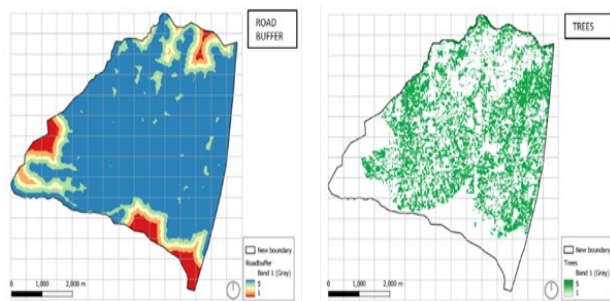 ROAD
BUFFER
New boundary
Roadbuffer
Band 1 (Gray)
5
1
0 1,000 2,000 m
TREES
New boundary
Trees
Band 1 (Gray)
5
1
0 1,000 2,000 m